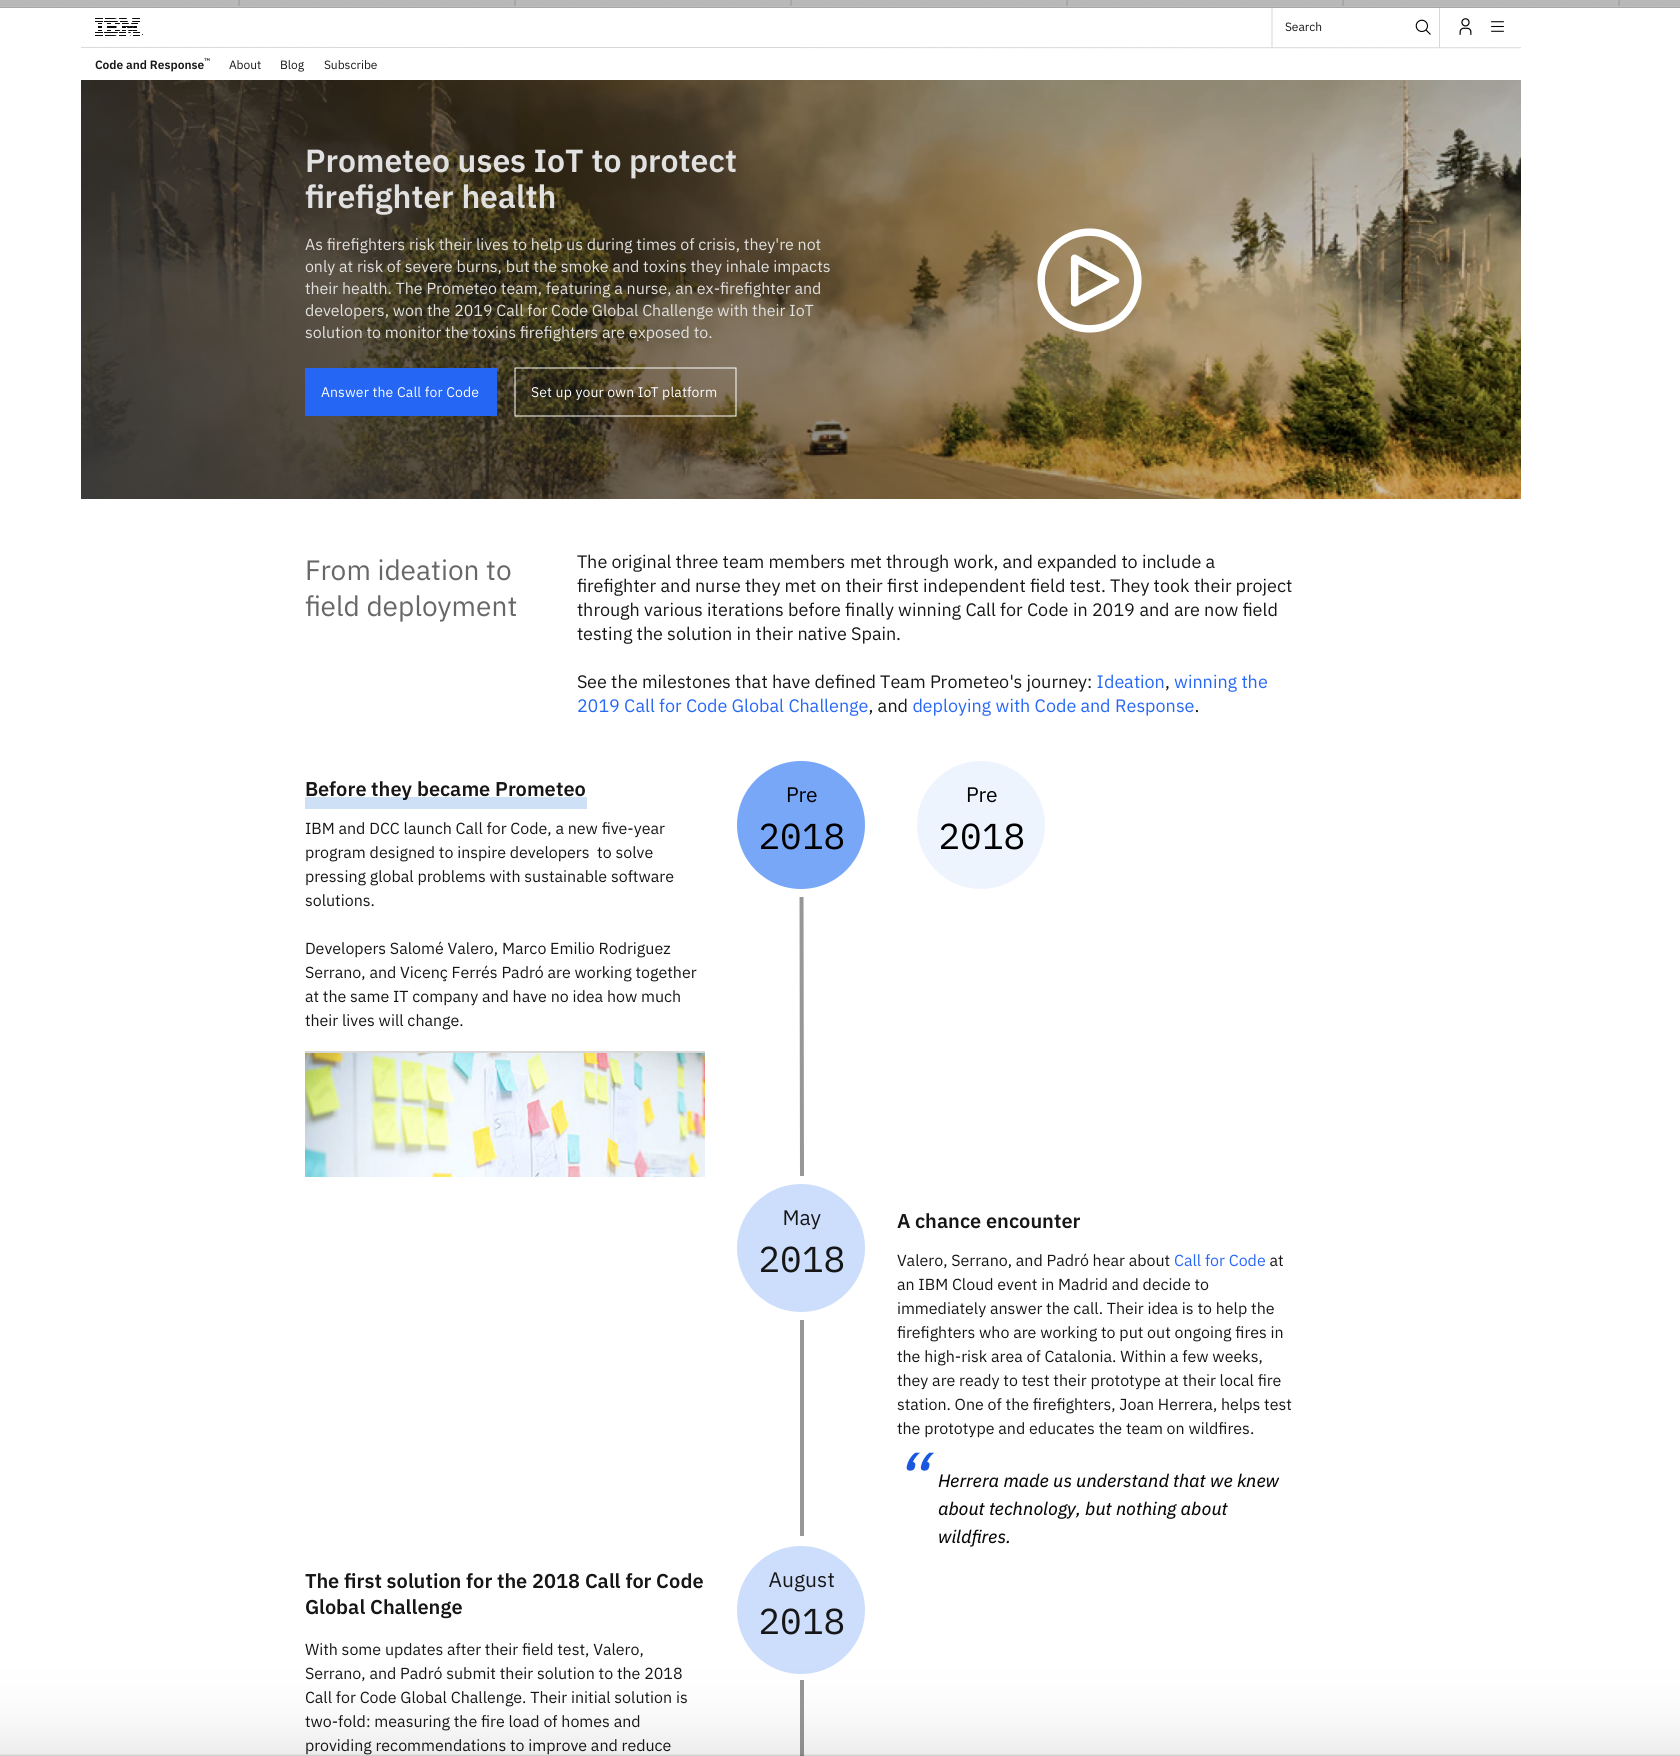 IBM
Search
Code and Response™ About Blog Subscribe
Prometeo uses IoT to protect
firefighter health
As firefighters risk their lives to help us during times of crisis, they're not
only at risk of severe burns, but the smoke and toxins they inhale impacts
their health. The Prometeo team, featuring a nurse, an ex-firefighter and
developers, won the 2019 Call for Code Global Challenge with their IoT
solution to monitor the toxins firefighters are exposed to.
Answer the Call for Code
Set up your own IoT platform
From ideation to
field deployment
The original three team members met through work, and expanded to include a
firefighter and nurse they met on their first independent field test. They took their project
through various iterations before finally winning Call for Code in 2019 and are now field
testing the solution in their native Spain.
See the milestones that have defined Team Prometeo's journey: Ideation, winning the
2019 Call for Code Global Challenge, and deploying with Code and Response.
Before they became Prometeo
IBM and DCC launch Call for Code, a new five-year
program designed to inspire developers  to solve
pressing global problems with sustainable software
solutions.
Developers Salomé Valero, Marco Emilio Rodriguez
Serrano, and Vicenç Ferrés Padró are working together
at the same IT company and have no idea how much
their lives will change.
Pre
2018
Pre
2018
May
2018
A chance encounter
Valero, Serrano, and Padró hear about Call for Code at
an IBM Cloud event in Madrid and decide to
immediately answer the call. Their idea is to help the
firefighters who are working to put out ongoing fires in
the high-risk area of Catalonia. Within a few weeks,
they are ready to test their prototype at their local fire
station. One of the firefighters, Joan Herrera, helps test
the prototype and educates the team on wildfires.
“Herrera made us understand that we knew
about technology, but nothing about
wildfires.
August
2018
The first solution for the 2018 Call for Code
Global Challenge
With some updates after their field test, Valero,
Serrano, and Padró submit their solution to the 2018
Call for Code Global Challenge. Their initial solution is
two-fold: measuring the fire load of homes and
providing recommendations to improve and reduce